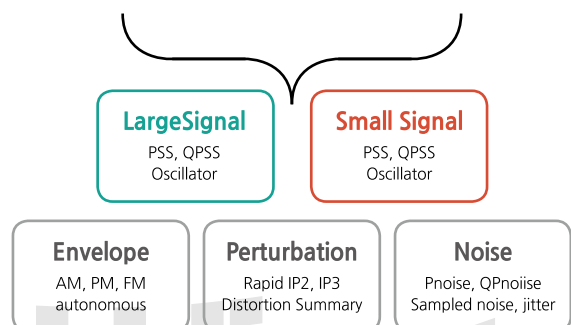 LargeSignal
PSS, QPSS
Oscillator
Small Signal
PSS, QPSS
Oscillator
Envelope
AM, PM, FM
autonomous
Perturbation
Rapid IP2, IP3
Distortion Summary
Noise
Pnoise, QPnoiise
Sampled noise, jitter